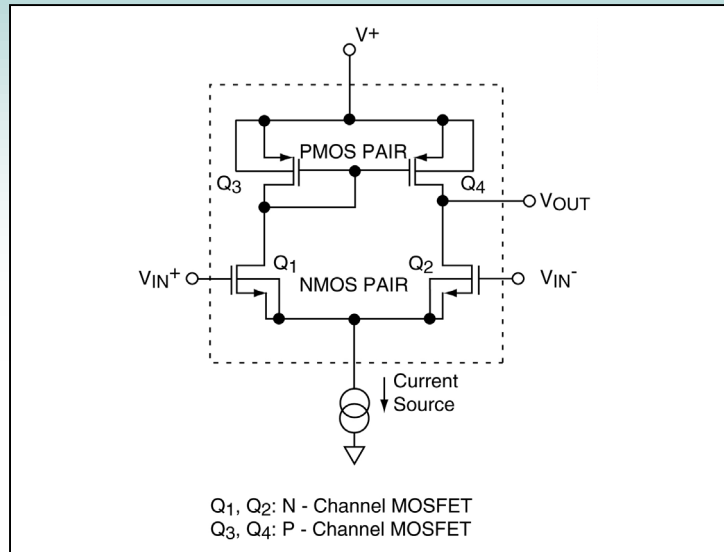 V+
PMOS PAIR
Q3
Q4
VOUT
VIN+
Q1
NMOS PAIR
Q2
VIN-
Current
Source
Q1, Q2: N - Channel MOSFET
Q3, Q4: P - Channel MOSFET